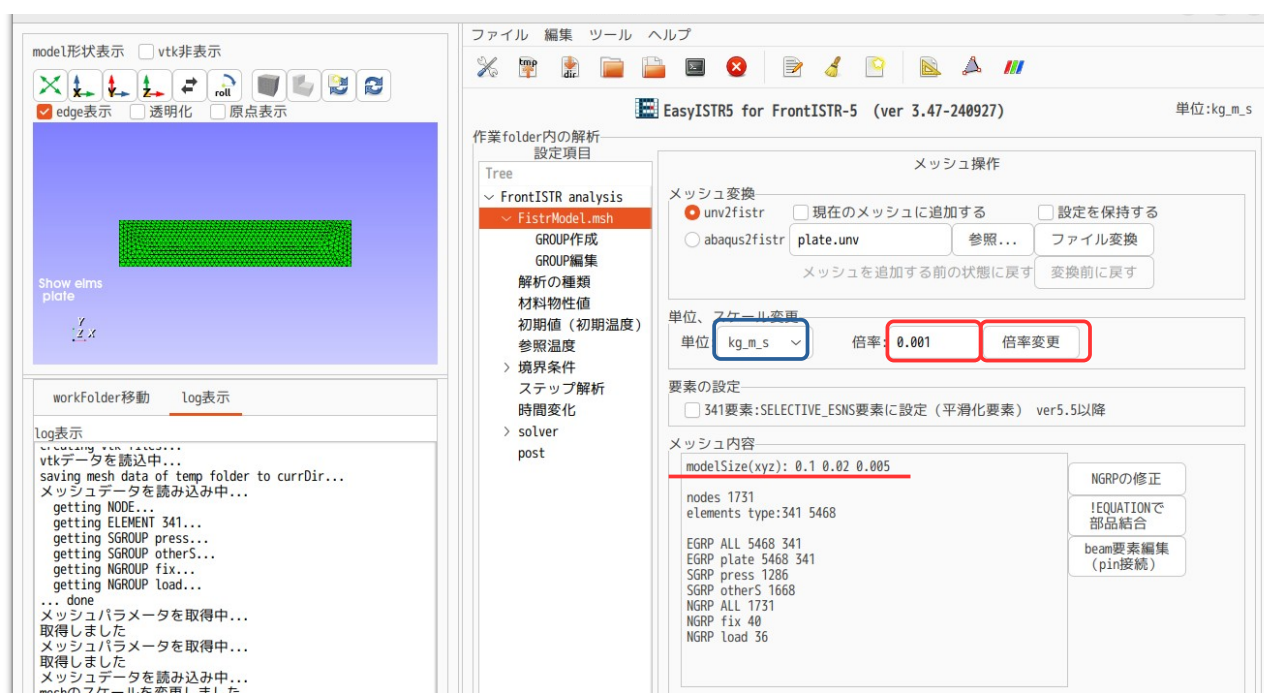 model形状表示 vtk非表示
roll
edge表示 透明化 原点表示
Show elms
plate
Y
Z X
workFolder移動 log表示
log表示
creating vtk files...
vtkデータを読込中...
saving mesh data of temp folder to currDir...
メッシュデータを読み込み中...
getting NODE...
getting ELEMENT 341...
getting SGROUP press...
getting SGROUP otherS...
getting NGROUP fix...
getting NGROUP load...
... done
メッシュパラメータを取得中...
取得しました
メッシュパラメータを取得中...
取得しました
メッシュデータを読み込み中...
meshのスケールを変更しました
ファイル 編集 ツール ヘルプ
tmp
dir
EasyISTR5 for FrontISTR-5 (ver 3.47-240927) 単位:kg_m_s
作業folder内の解析
設定項目
Tree
FrontISTR analysis
FistrModel.msh
GROUP作成
GROUP編集
解析の種類
材料物性値
初期値（初期温度）
参照温度
境界条件
ステップ解析
時間変化
solver
post
メッシュ操作
メッシュ変換
unv2fistr 現在のメッシュに追加する 設定を保持する
abaqus2fistr plate.unv 参照... ファイル変換
メッシュを追加する前の状態に戻す 変換前に戻す
単位、スケール変更
単位 kg_m_s 倍率: 0.001 倍率変更
要素の設定
341要素:SELECTIVE_ESNS要素に設定（平滑化要素） ver5.5以降
メッシュ内容
modelSize(xyz): 0.1 0.02 0.005
nodes 1731
elements type:341 5468
EGRP ALL 5468 341
EGRP plate 5468 341
SGRP press 1286
SGRP otherS 1668
NGRP ALL 1731
NGRP fix 40
NGRP load 36
NGRPの修正
!EQUATIONで
部品結合
beam要素編集
(pin接続)